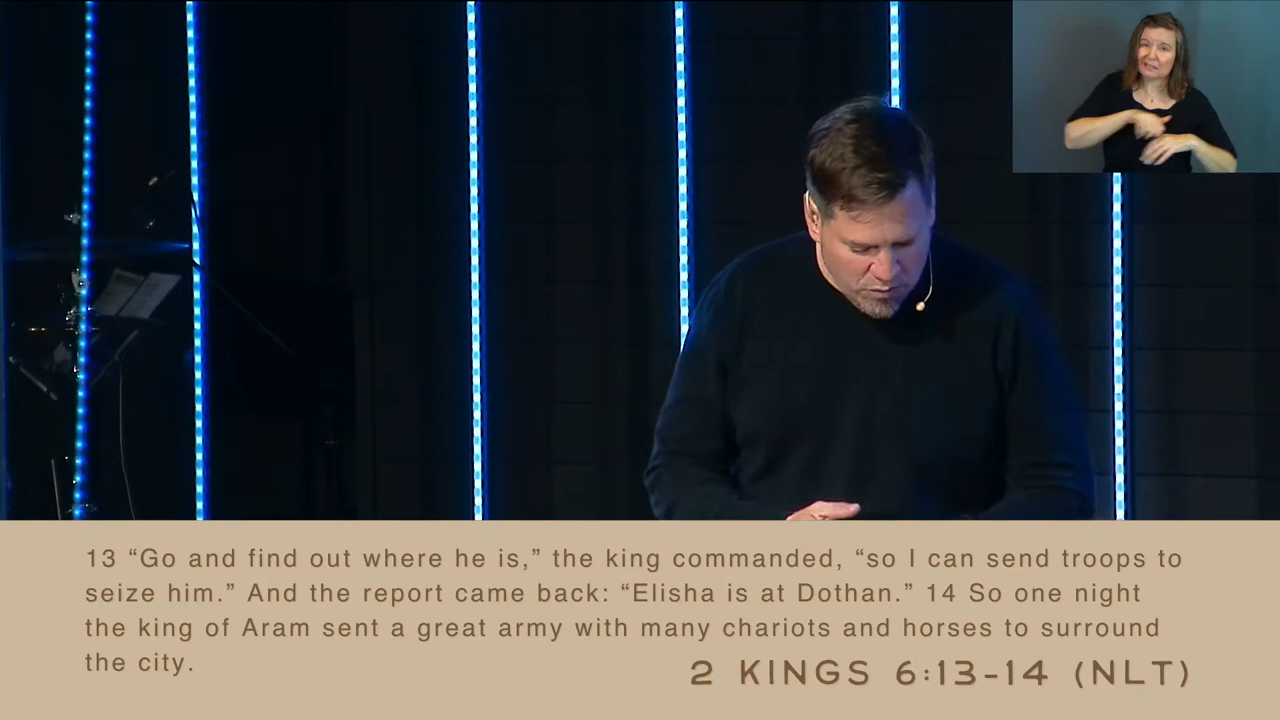 13 “Go and find out where he is,” the king commanded, “so I can send troops to
seize him.” And the report came back: “Elisha is at Dothan.” 14 So one night
the king of Aram sent a great army with many chariots and horses to surround
the city.
2 KINGS 6:13-14 (NLT)